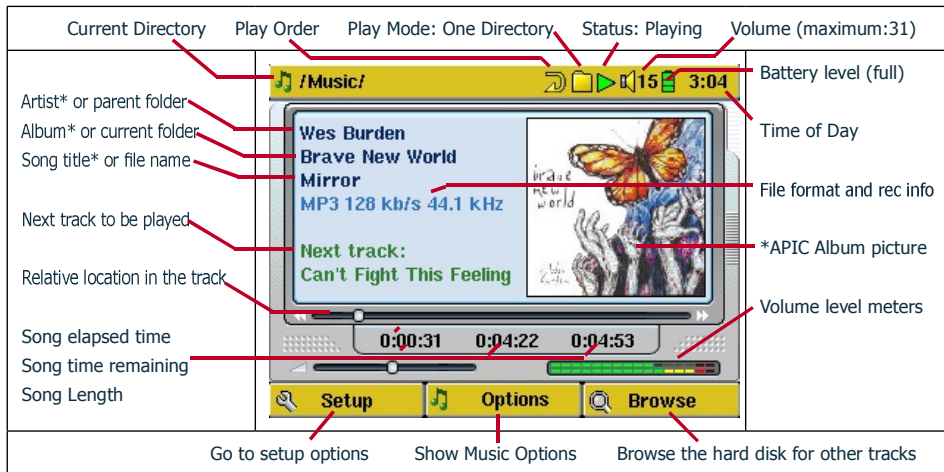 Current Directory Play Order Play Mode: One Directory Status: Playing Volume (maximum:31)
/Music/ 15 3:04
Battery level (full)
Time of Day
Artist* or parent folder
Album* or current folder
Song title* or file name
Next track to be played
Relative location in the track
Song elapsed time
Song time remaining
Song Length
Wes Burden
Brave New World
Mirror
MP3 128 kb/s 44.1 kHz
Next track:
Can't Fight This Feeling
brave
new
world
File format and rec info
*APIC Album picture
Volume level meters
0:00:31 0:04:22 0:04:53
Setup Options Browse
Go to setup options Show Music Options Browse the hard disk for other tracks